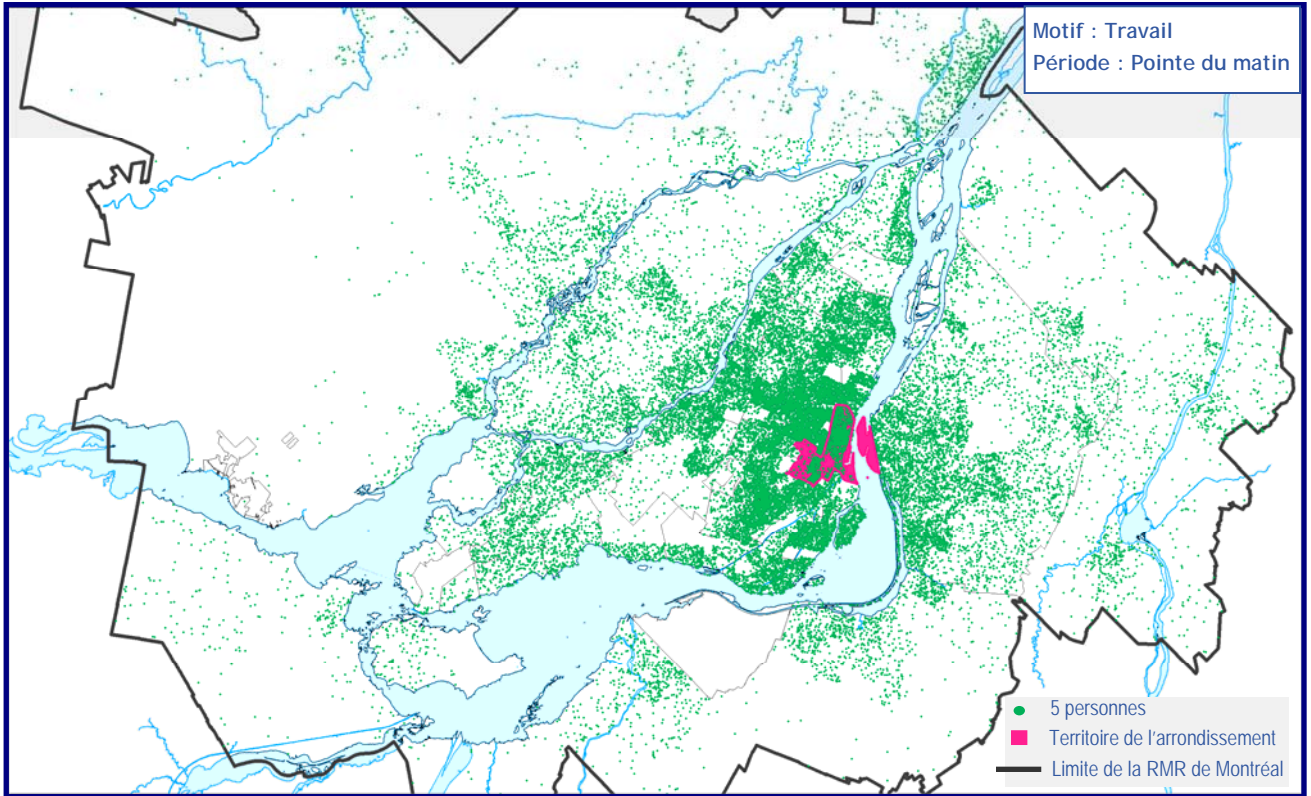 Motif : Travail
Période : Pointe du matin
5 personnes
Territoire de l'arrondissement
Limite de la RMR de Montréal